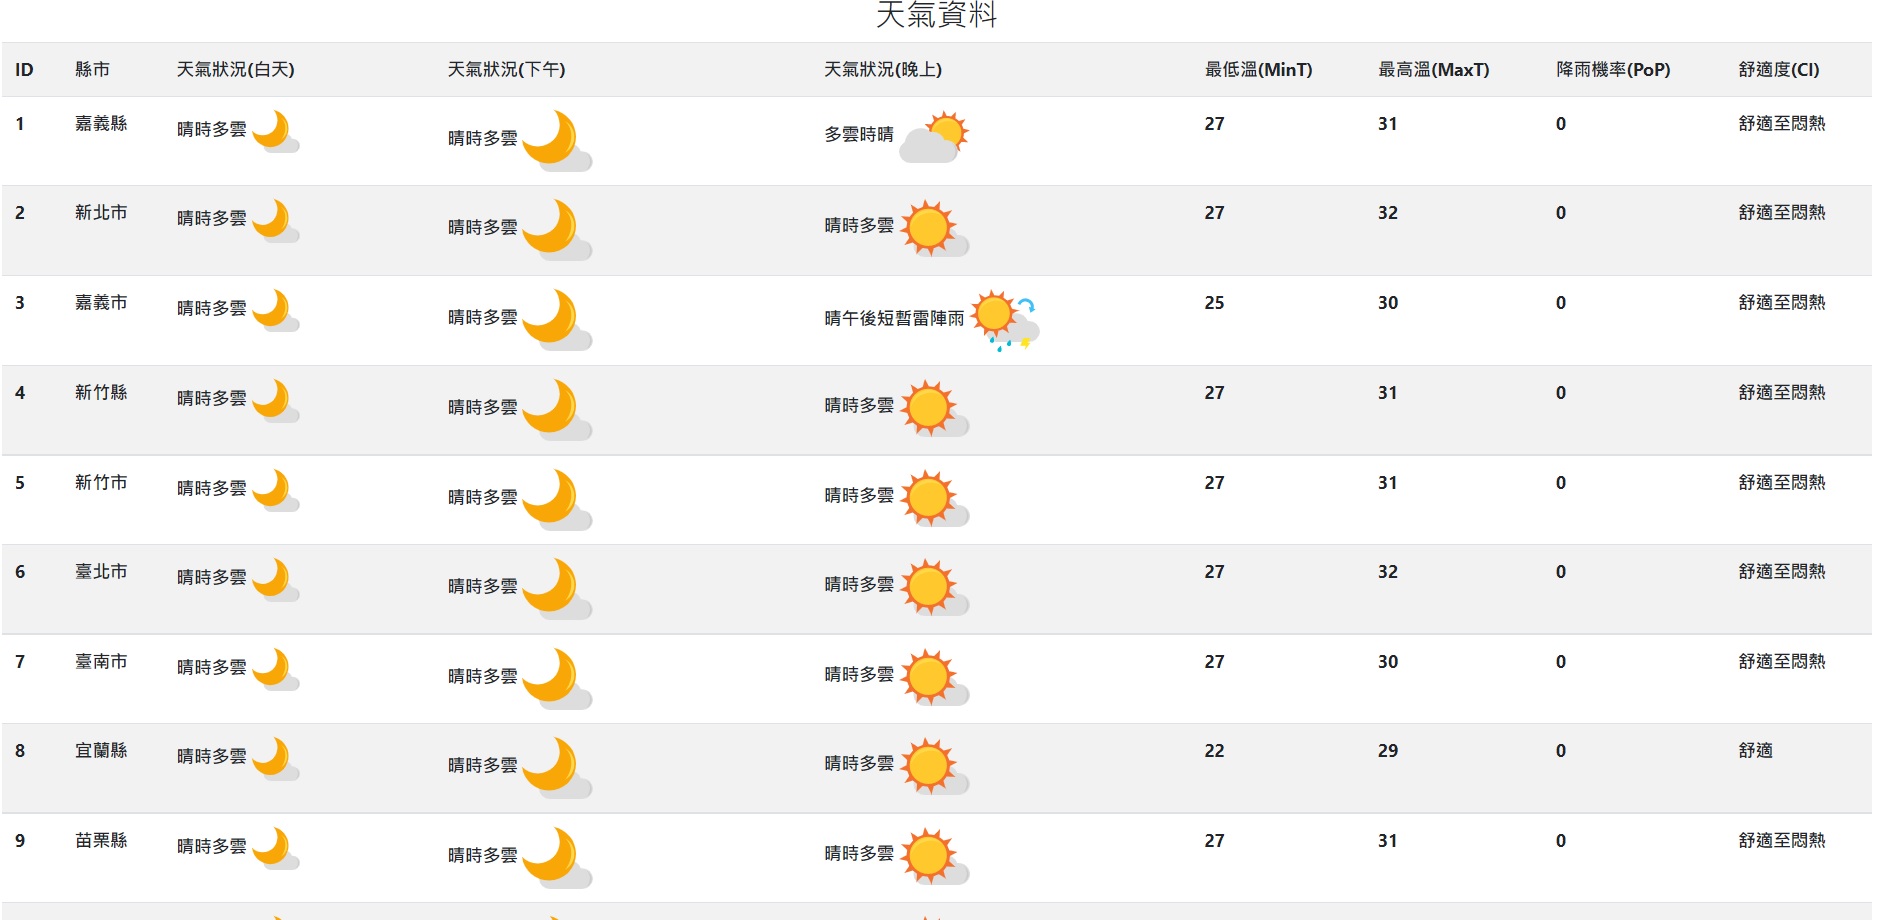 天氣資料
ID 縣市 天氣狀況(白天) 天氣狀況(下午) 天氣狀況(晚上) 最低溫(MinT) 最高溫(MaxT) 降雨機率(PoP) 舒適度(CI)
1 嘉義縣 晴時多雲 晴時多雲 多雲時晴 27 31 0 舒適至悶熱
2 新北市 晴時多雲 晴時多雲 晴時多雲 27 32 0 舒適至悶熱
3 嘉義市 晴時多雲 晴時多雲 晴午後短暫雷陣雨 25 30 0 舒適至悶熱
4 新竹縣 晴時多雲 晴時多雲 晴時多雲 27 31 0 舒適至悶熱
5 新竹市 晴時多雲 晴時多雲 晴時多雲 27 31 0 舒適至悶熱
6 臺北市 晴時多雲 晴時多雲 晴時多雲 27 32 0 舒適至悶熱
7 臺南市 晴時多雲 晴時多雲 晴時多雲 27 30 0 舒適至悶熱
8 宜蘭縣 晴時多雲 晴時多雲 晴時多雲 22 29 0 舒適
9 苗栗縣 晴時多雲 晴時多雲 晴時多雲 27 31 0 舒適至悶熱